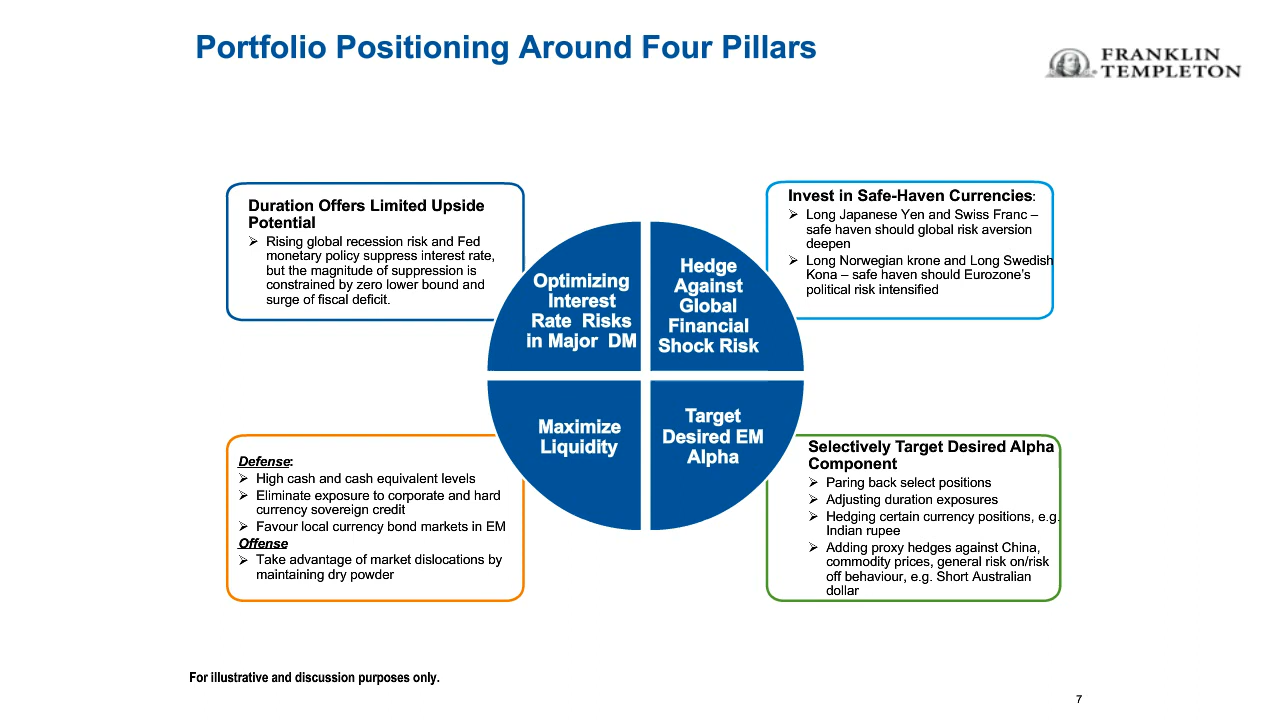 Portfolio Positioning Around Four Pillars
FRANKLIN
TEMPLETON
Duration Offers Limited Upside
Potential
➢ Rising global recession risk and Fed
monetary policy suppress interest rate,
but the magnitude of suppression is
constrained by zero lower bound and
surge of fiscal deficit.
Invest in Safe-Haven Currencies:
➢ Long Japanese Yen and Swiss Franc –
safe haven should global risk aversion
deepen
➢ Long Norwegian krone and Long Swedish
Kona – safe haven should Eurozone's
political risk intensified
Optimizing
Interest
Rate Risks
in Major DM
Hedge
Against
Global
Financial
Shock Risk
Maximize
Liquidity
Target
Desired EM
Alpha
Defense:
➢ High cash and cash equivalent levels
➢ Eliminate exposure to corporate and hard
currency sovereign credit
➢ Favour local currency bond markets in EM
Offense
➢ Take advantage of market dislocations by
maintaining dry powder
Selectively Target Desired Alpha
Component
➢ Paring back select positions
➢ Adjusting duration exposures
➢ Hedging certain currency positions, e.g.
Indian rupee
➢ Adding proxy hedges against China,
commodity prices, general risk on/risk
off behaviour, e.g. Short Australian
dollar
For illustrative and discussion purposes only.
7